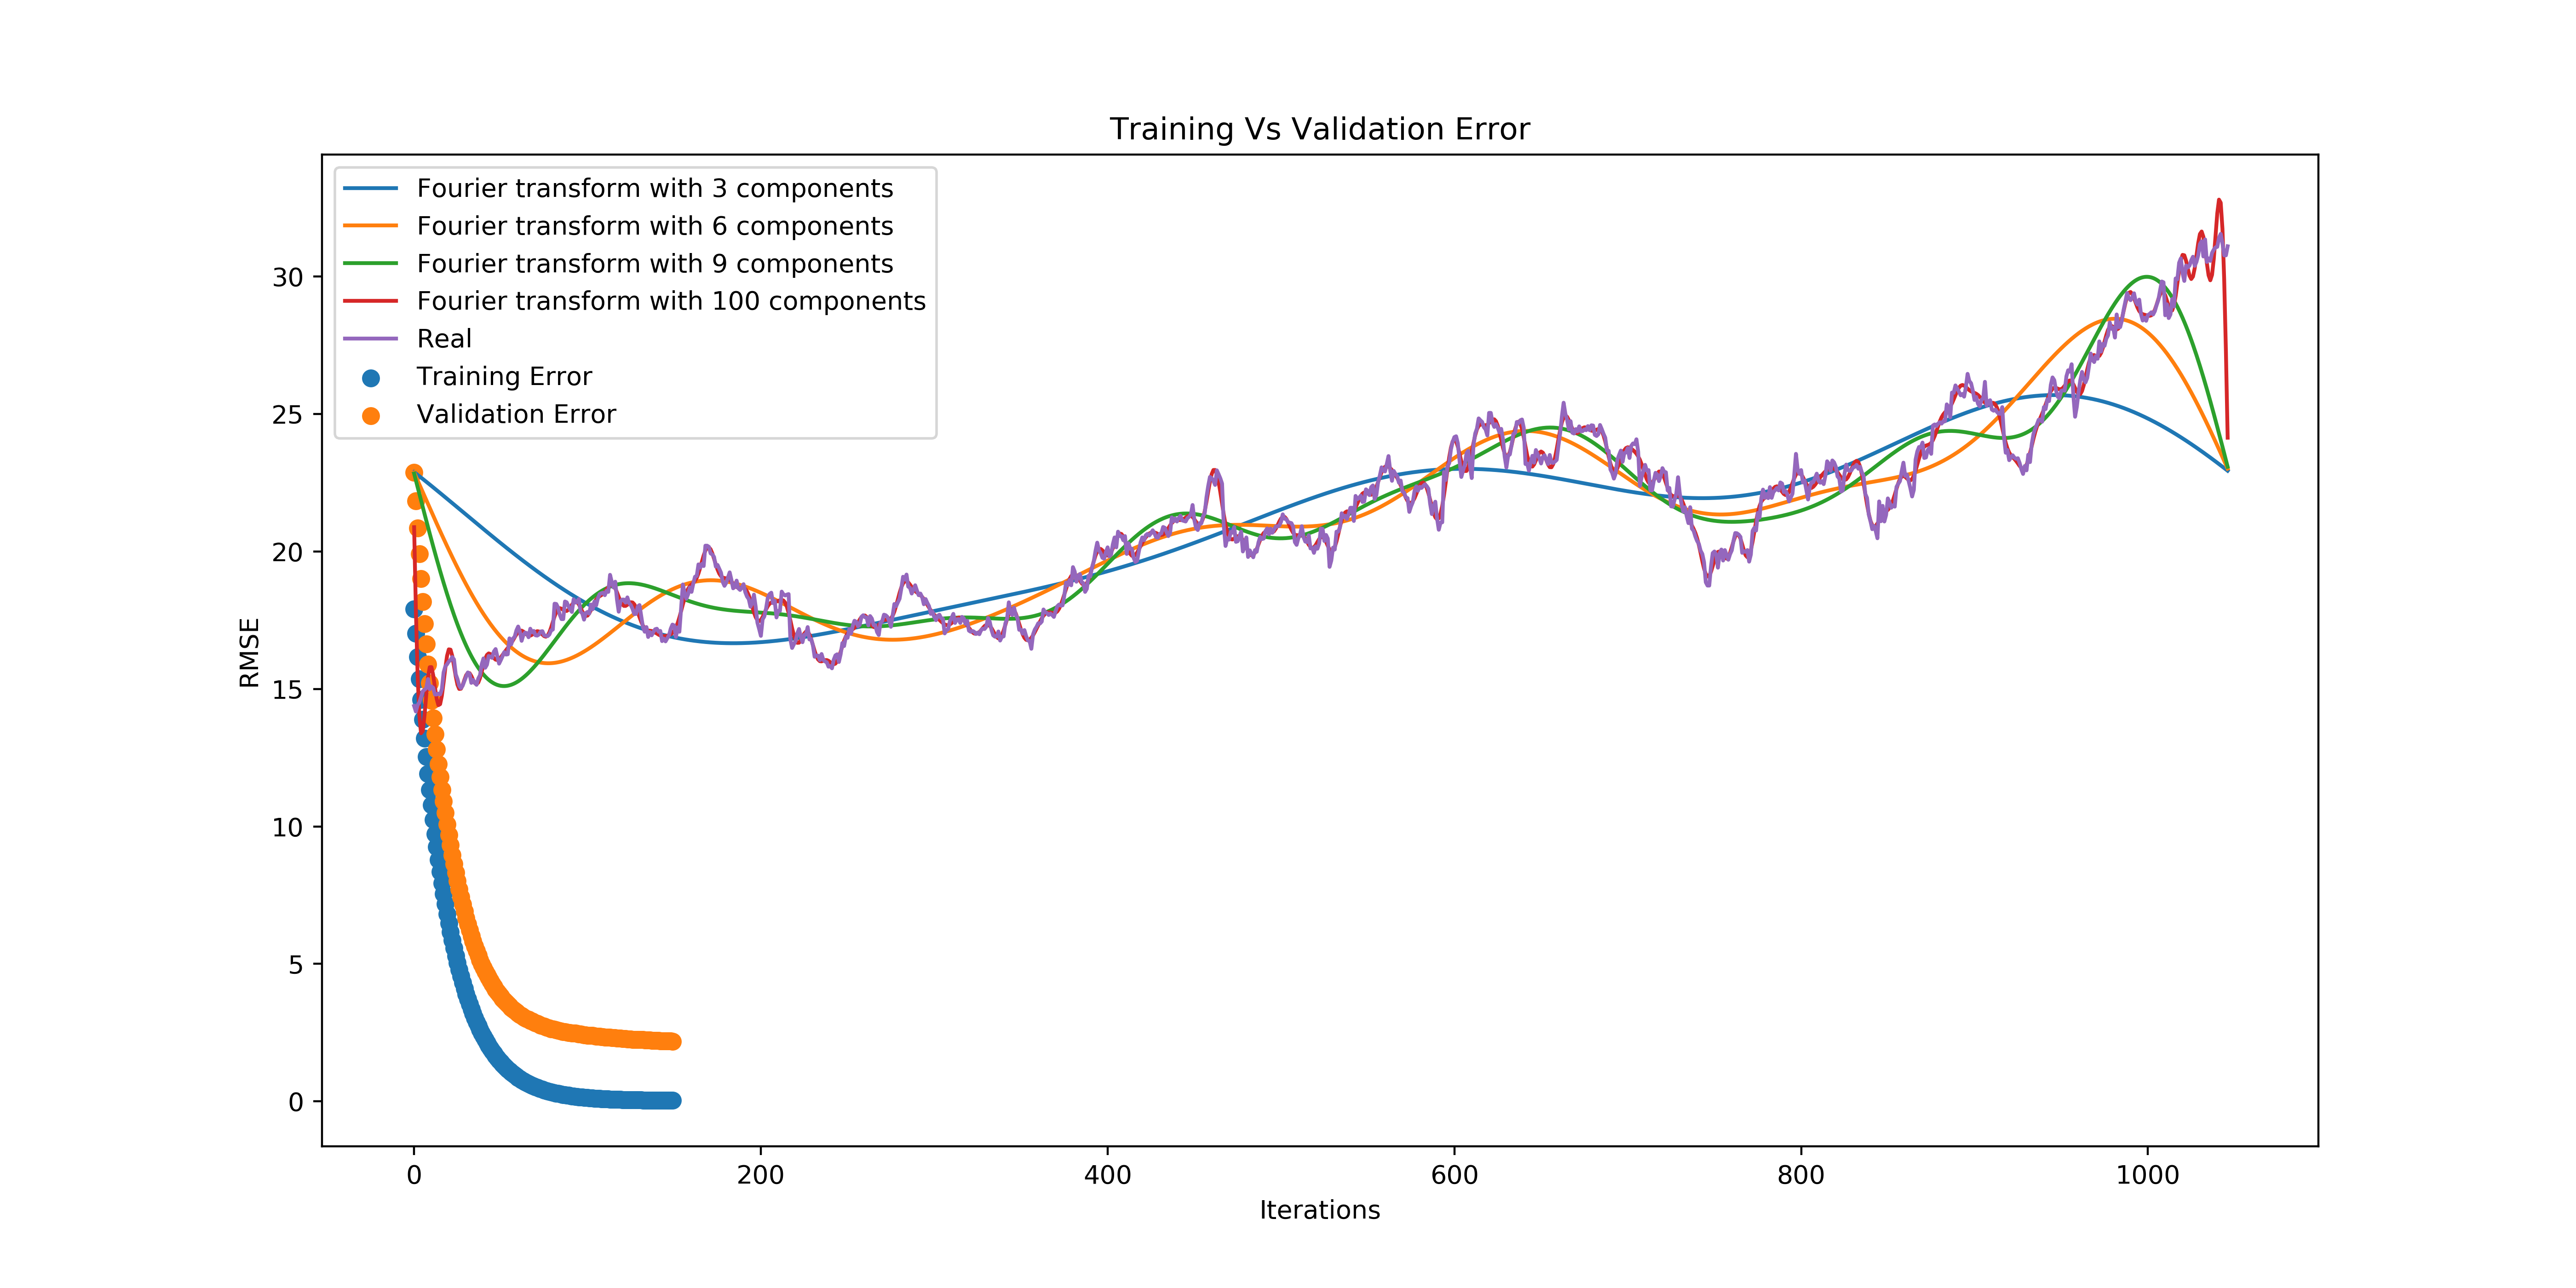 Training Vs Validation Error
Fourier transform with 3 components
Fourier transform with 6 components
Fourier transform with 9 components
Fourier transform with 100 components
Real
Training Error
Validation Error
RMSE
30
25
20
15
10
5
0
0 200 400 600 800 1000
Iterations